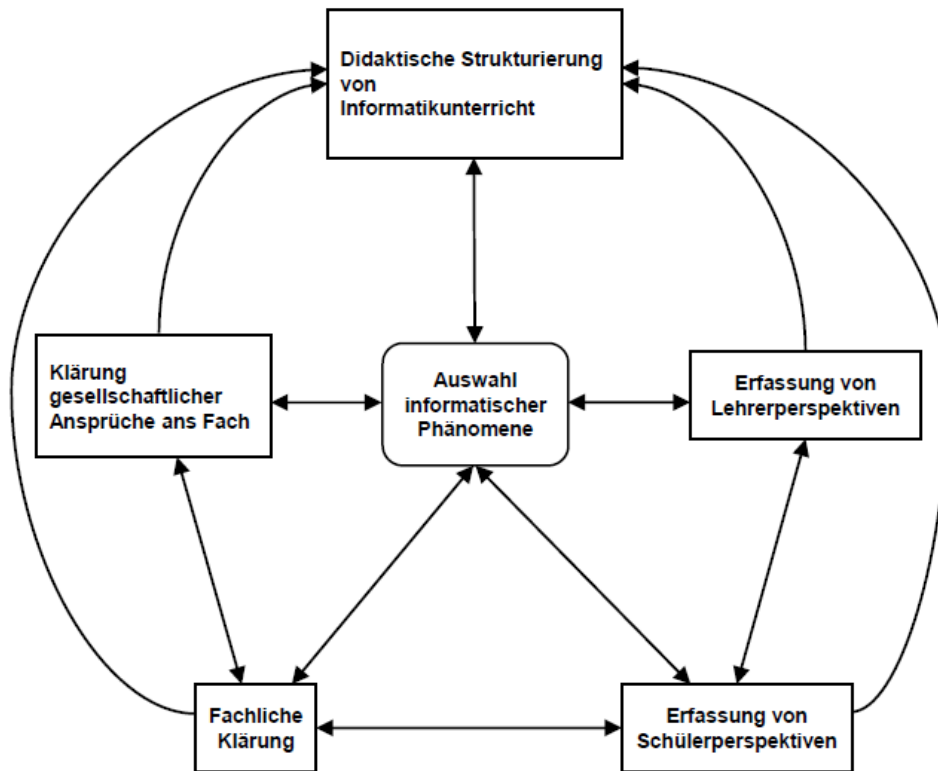 Didaktische Strukturierung
von
Informatikunterricht
Klärung
gesellschaftlicher
Ansprüche ans Fach
Auswahl
informatischer
Phänomene
Erfassung von
Lehrerperspektiven
Fachliche
Klärung
Erfassung von
Schülerperspektiven